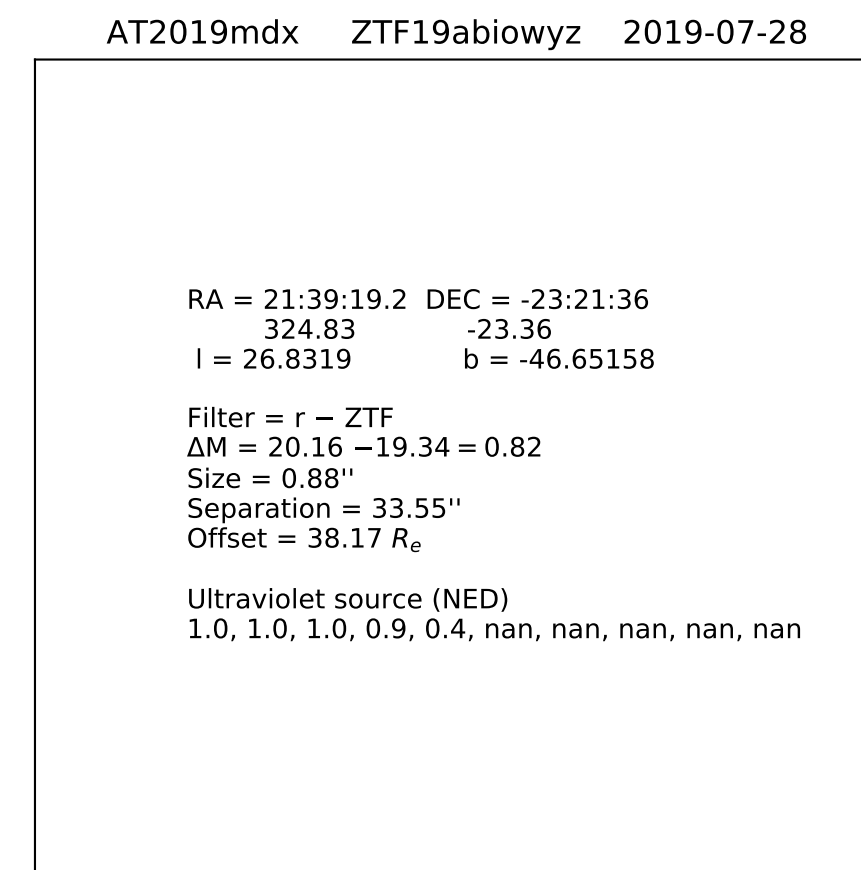 AT2019mdx ZTF19abiowyz 2019-07-28
RA = 21:39:19.2 DEC = -23:21:36
324.83 -23.36
l = 26.8319 b = -46.65158
Filter = r − ZTF
ΔM = 20.16 −19.34 = 0.82
Size = 0.88''
Separation = 33.55''
Offset = 38.17 Re
Ultraviolet source (NED)
1.0, 1.0, 1.0, 0.9, 0.4, nan, nan, nan, nan, nan